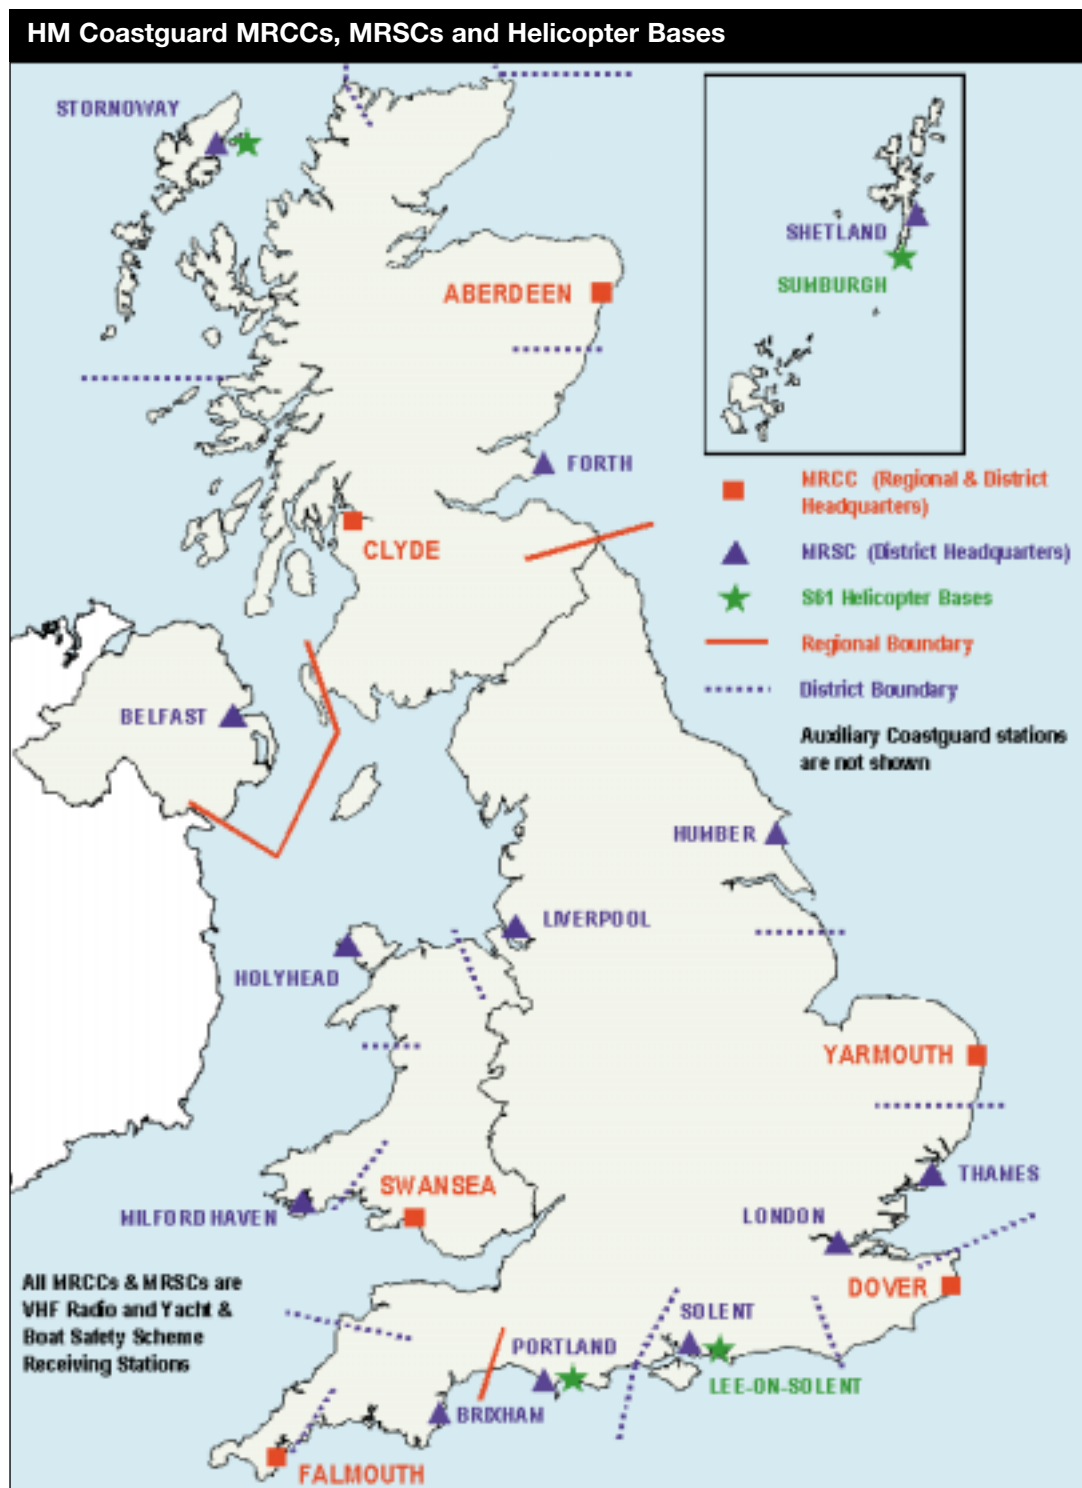 HM Coastguard MRCCs, MRSCs and Helicopter Bases
STORNOWAY
SHETLAND
SUMBURGH
ABERDEEN
FORTH
MRCC (Regional & District
Headquarters)
CLYDE
MRSC (District Headquarters)
S61 Helicopter Bases
Regional Boundary
District Boundary
BELFAST
Auxiliary Coastguard stations
are not shown
HUMBER
LIVERPOOL
HOLYHEAD
YARMOUTH
THAMES
SWANSEA
MILFORD HAVEN
LONDON
All MRCCs & MRSCs are
VHF Radio and Yacht &
Boat Safety Scheme
Receiving Stations
DOVER
SOLENT
PORTLAND
LEE-ON-SOLENT
BRIXHAM
FALMOUTH